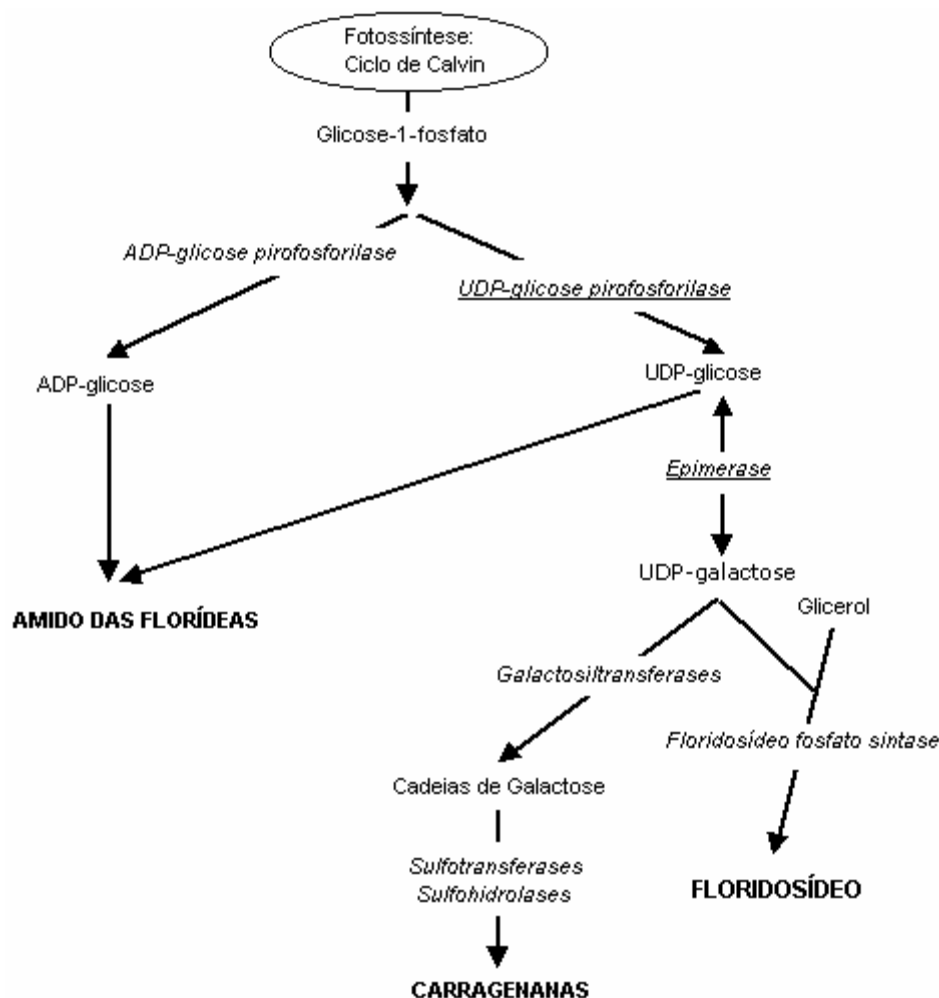 Fotossíntese:
Ciclo de Calvin
Glicose-1-fosfato
ADP-glicose pirofosforilase
UDP-glicose pirofosforilase
ADP-glicose
UDP-glicose
Epimerase
UDP-galactose
Glicerol
AMIDO DAS FLORÍDEAS
Galactosiltransferases
Floridosídeo fosfato sintase
Cadeias de Galactose
Sulfotransferases
Sulfohidrolases
FLORIDOSÍDEO
CARRAGENANAS